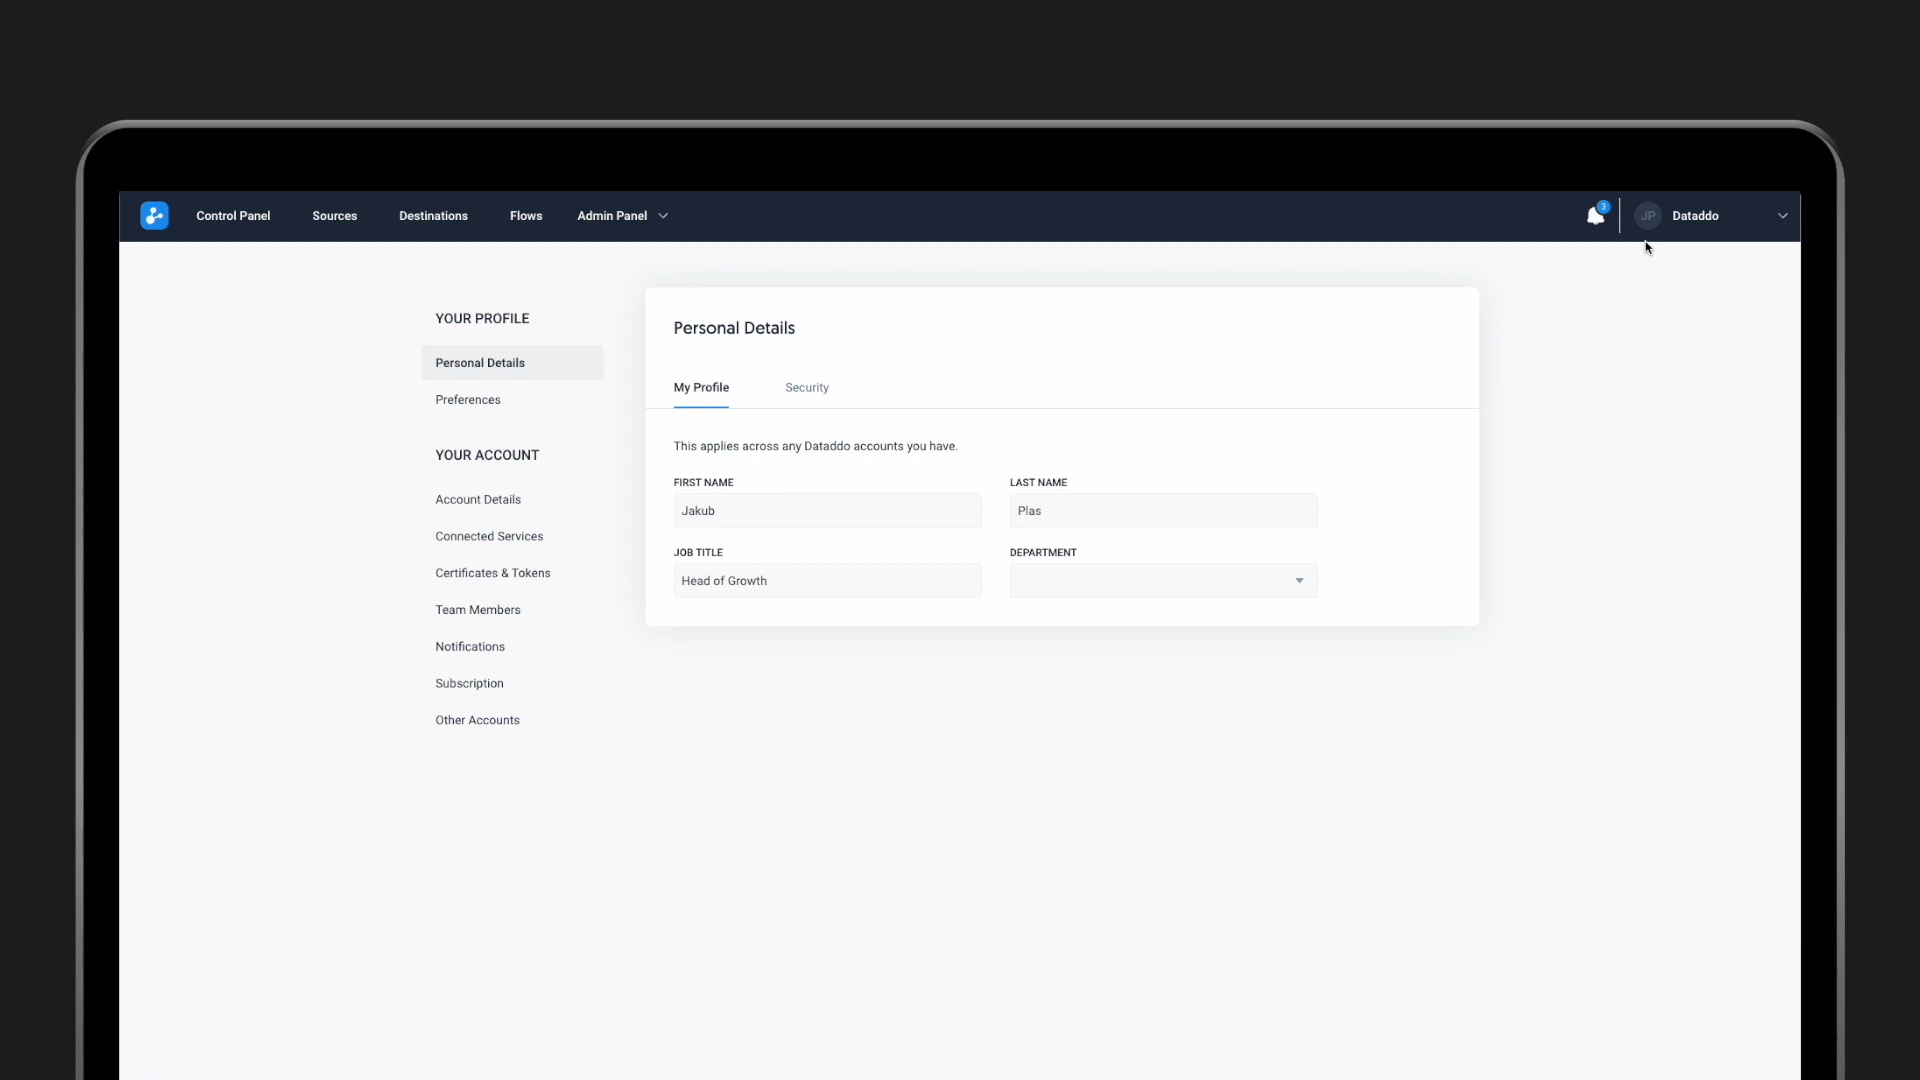 Control Panel
Sources
Destinations
Flows
Admin Panel
3
JP
Dataddo
YOUR PROFILE
Personal Details
Preferences
YOUR ACCOUNT
Account Details
Connected Services
Certificates & Tokens
Team Members
Notifications
Subscription
Other Accounts
Personal Details
My Profile
Security
This applies across any Dataddo accounts you have.
FIRST NAME
LAST NAME
Jakub
Plas
JOB TITLE
DEPARTMENT
Head of Growth